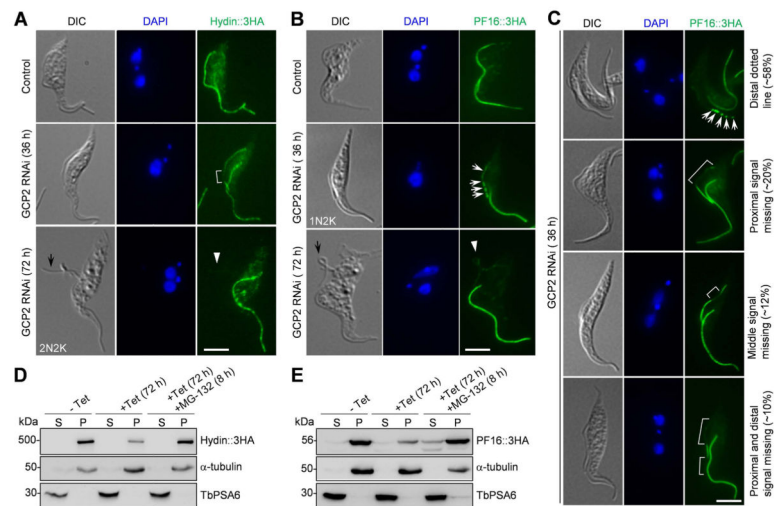 A
DIC DAPI Hydin::3HA
Control
GCP2 RNAi (36 h)
GCP2 RNAi (72 h)
2N2K
B
DIC DAPI PF16::3HA
Control
GCP2 RNAi (36 h)
1N2K
GCP2 RNAi (72 h)
C
DIC DAPI PF16::3HA
GCP2 RNAi (36 h)
Distal dotted
line (~58%)
Proximal signal
missing (~20%)
Middle signal
missing (~12%)
Proximal and distal
signal missing (~10%)
D
- Tet
+Tet (72 h)
+Tet (72 h)
+MG-132 (8 h)
kDa S P S P S P
500 Hydin::3HA
50 α-tubulin
30 TbPSA6
E
- Tet
+Tet (72 h)
+Tet (72 h)
+MG-132 (8 h)
kDa S P S P S P
56 PF16::3HA
50 α-tubulin
30 TbPSA6